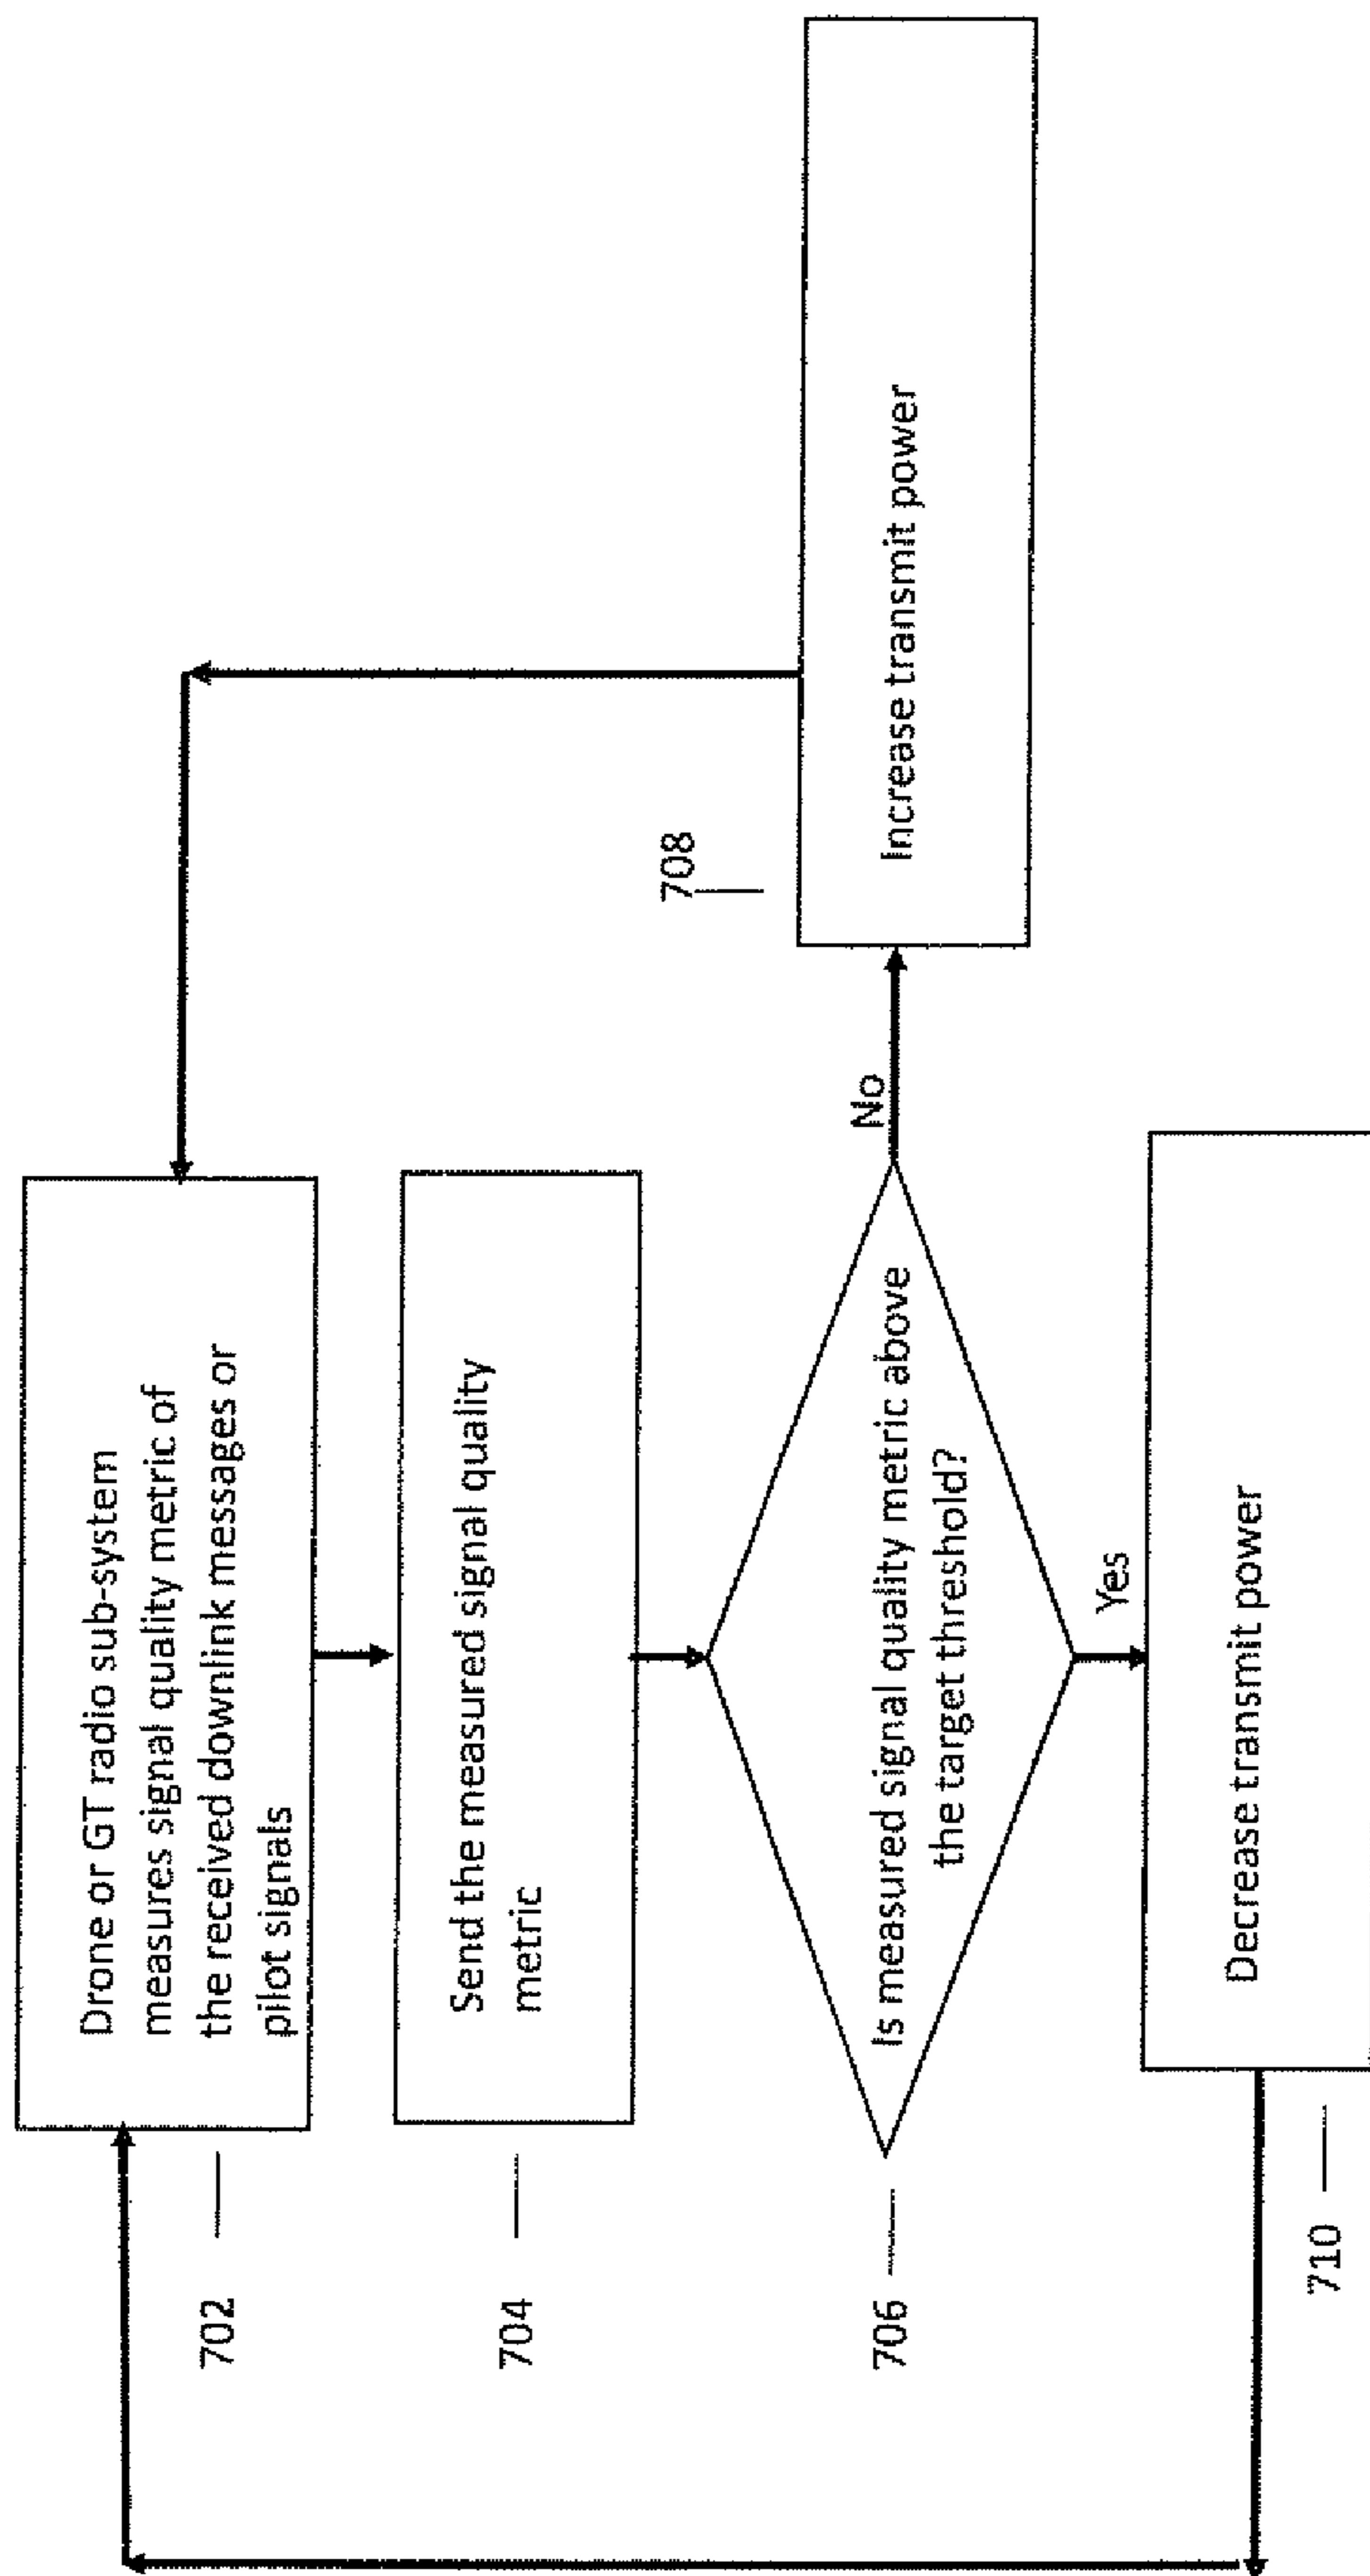 702
Drone or GT radio sub-system
measures signal quality metric of
the received downlink messages or
pilot signals
704
Send the measured signal quality
metric
706
Is measured signal quality metric above
the target threshold?
No
708
Increase transmit power
Yes
710
Decrease transmit power